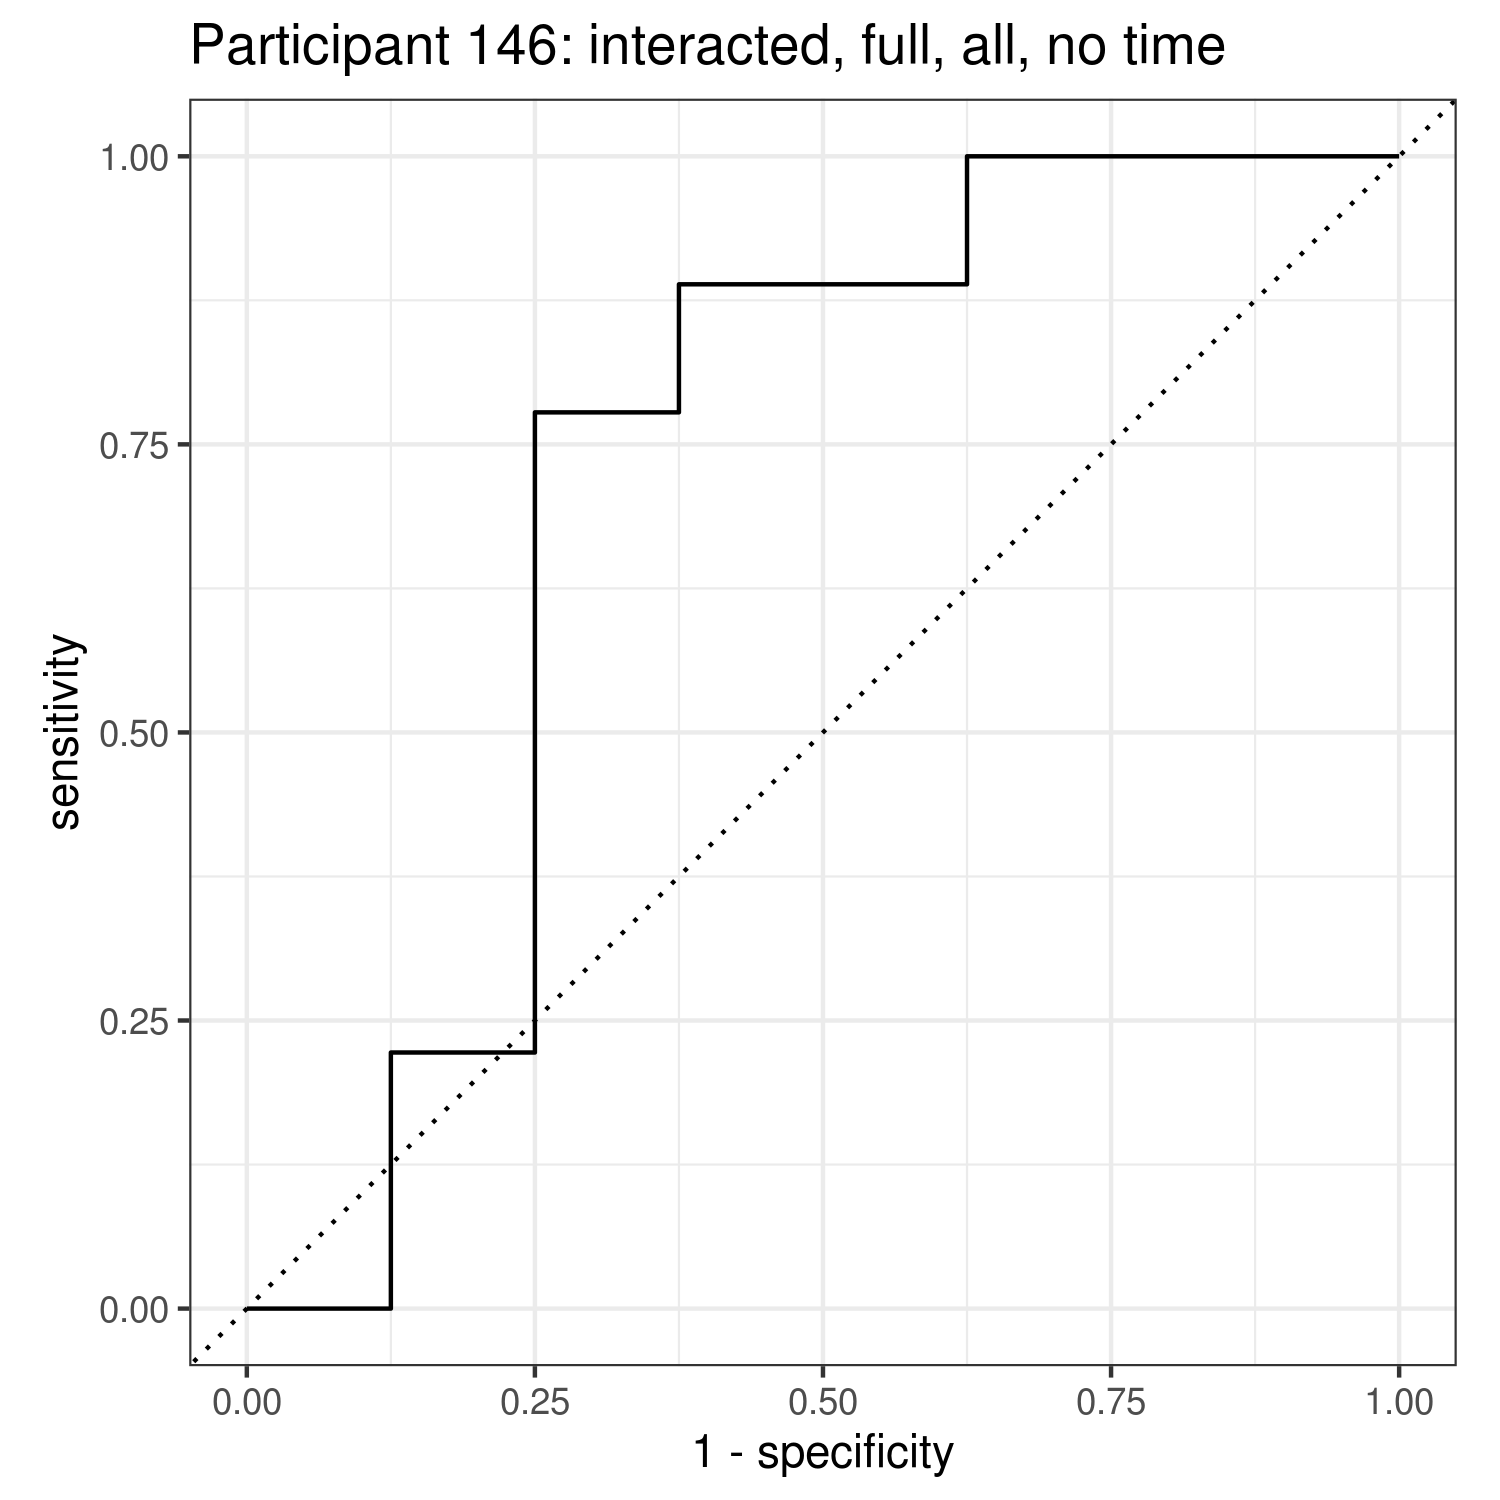 Participant 146: interacted, full, all, no time
1.00
0.75
0.50
0.25
0.00
sensitivity
0.00 0.25 0.50 0.75 1.00
1 - specificity